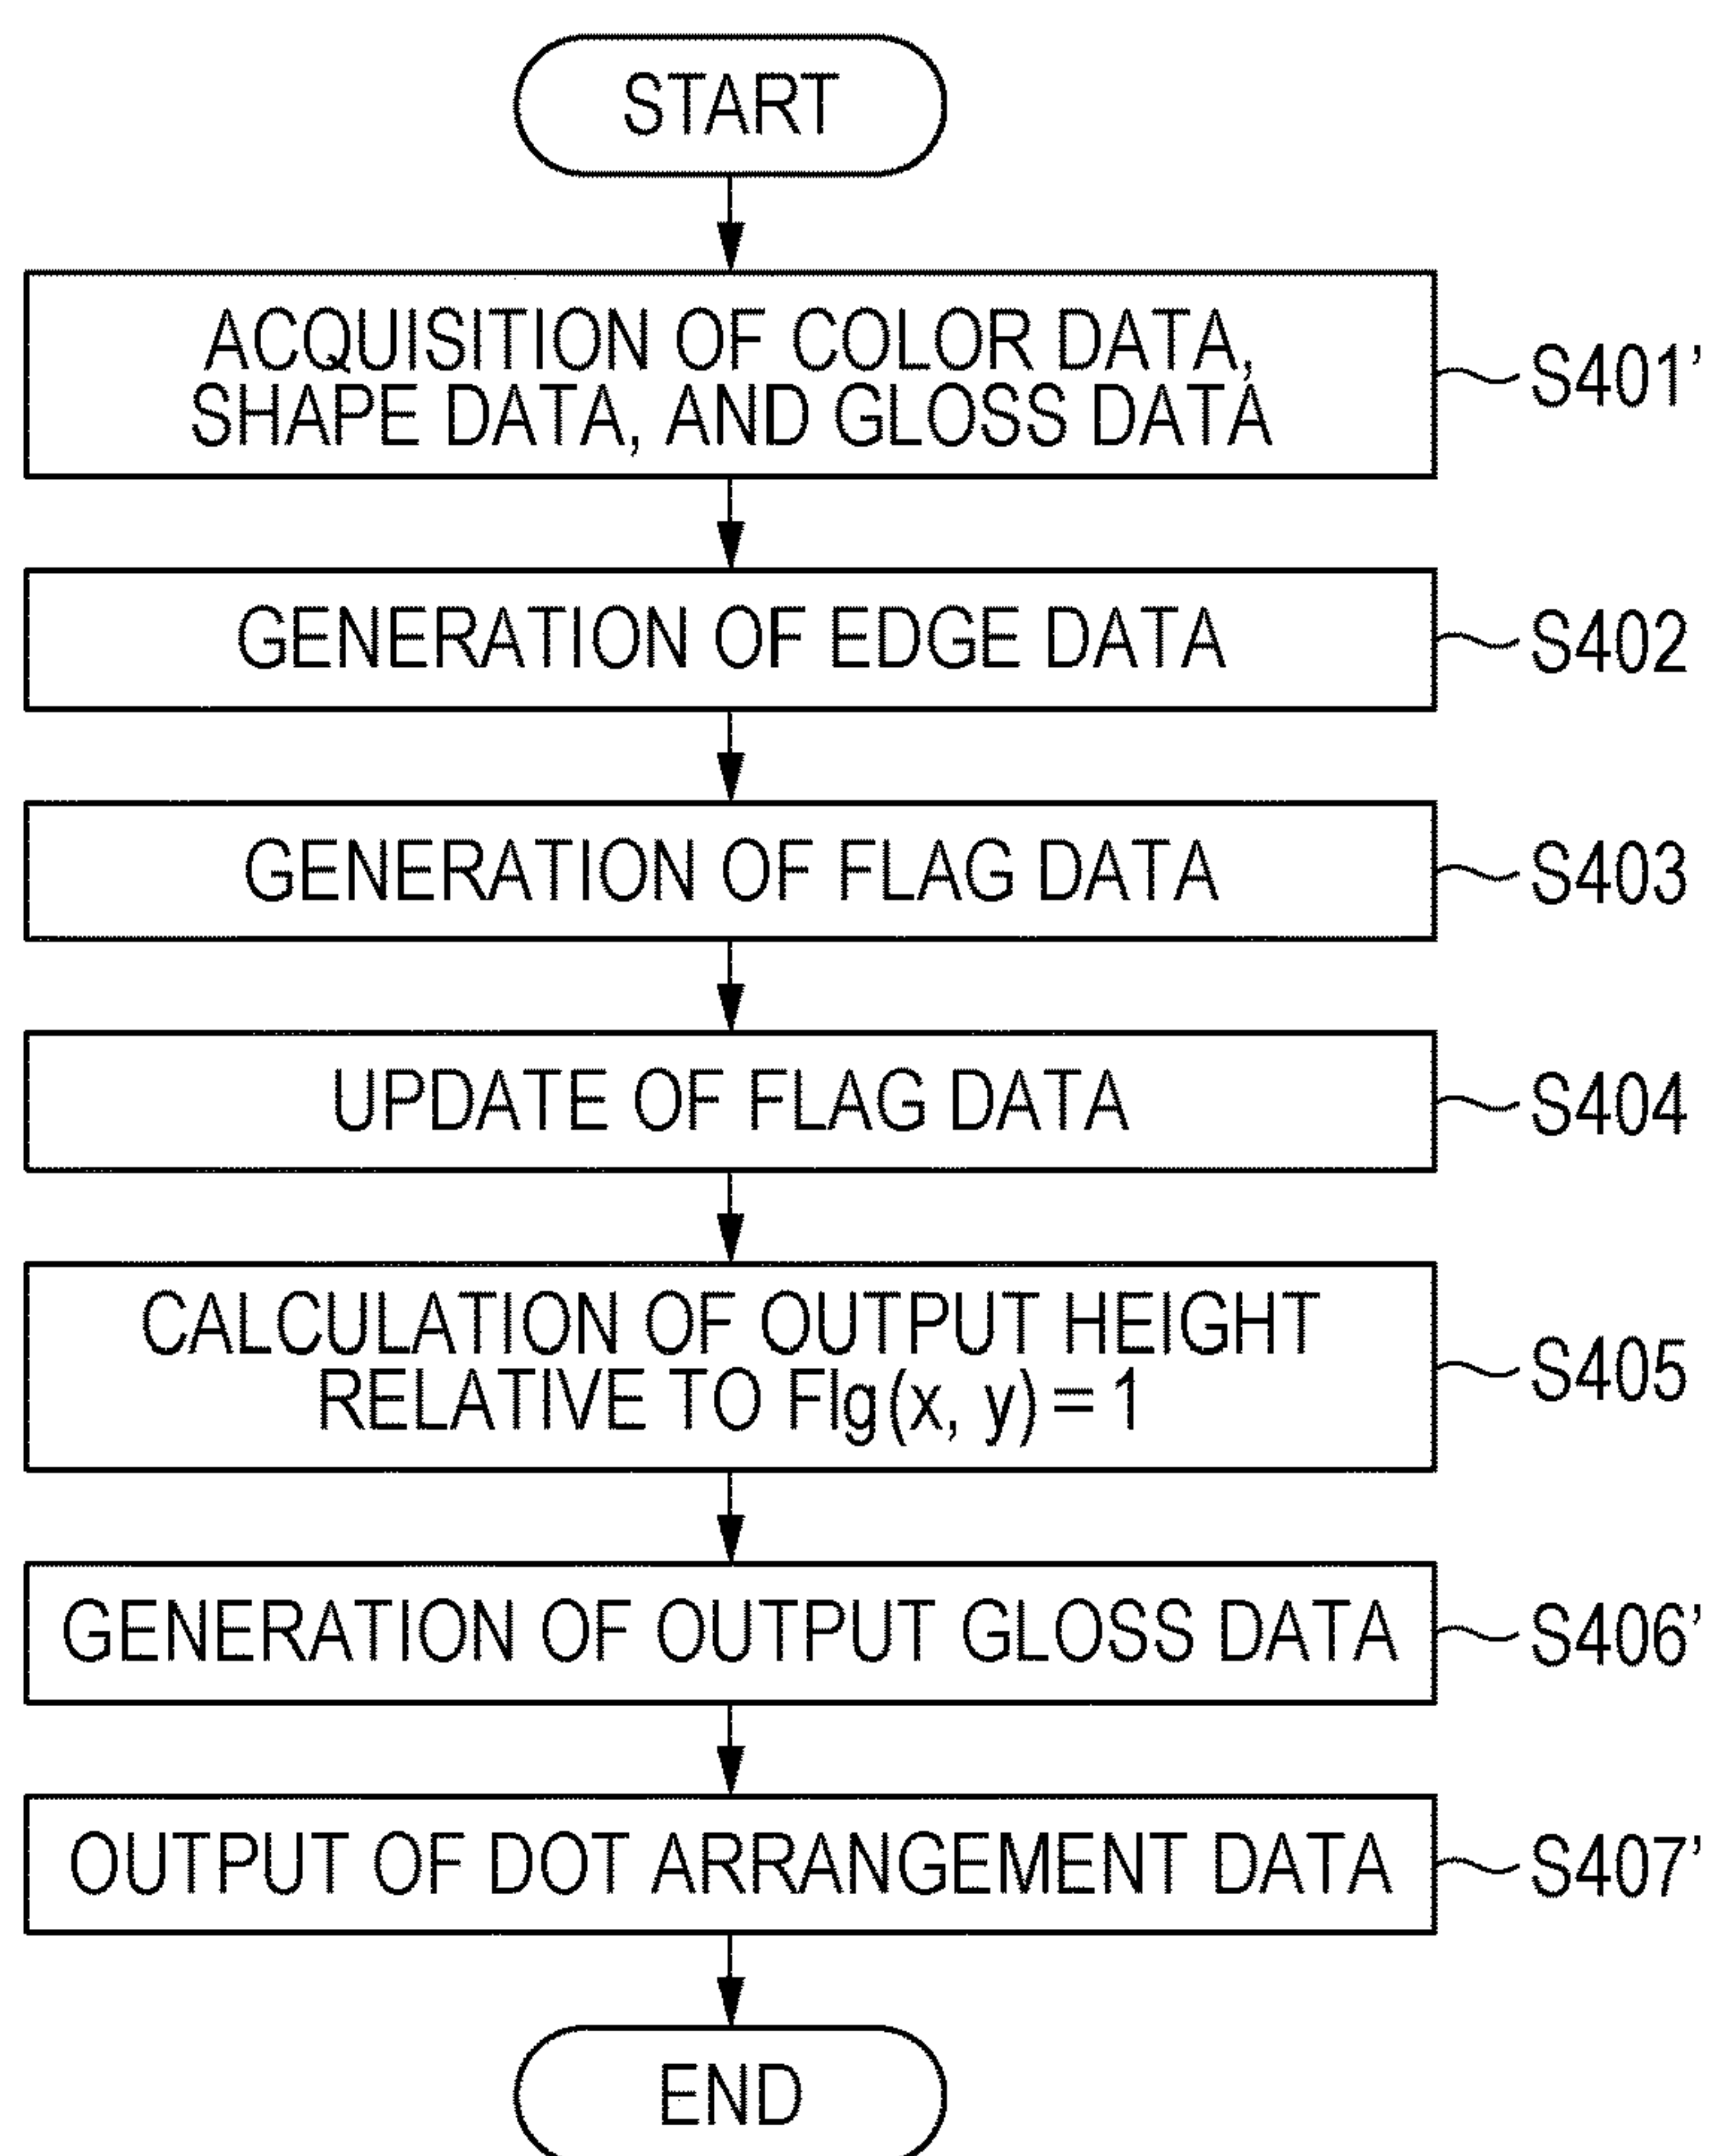 START
ACQUISITION OF COLOR DATA,
SHAPE DATA, AND GLOSS DATA
S401'
GENERATION OF EDGE DATA
S402
GENERATION OF FLAG DATA
S403
UPDATE OF FLAG DATA
S404
CALCULATION OF OUTPUT HEIGHT
RELATIVE TO Flg(x, y) = 1
S405
GENERATION OF OUTPUT GLOSS DATA
S406'
OUTPUT OF DOT ARRANGEMENT DATA
S407'
END